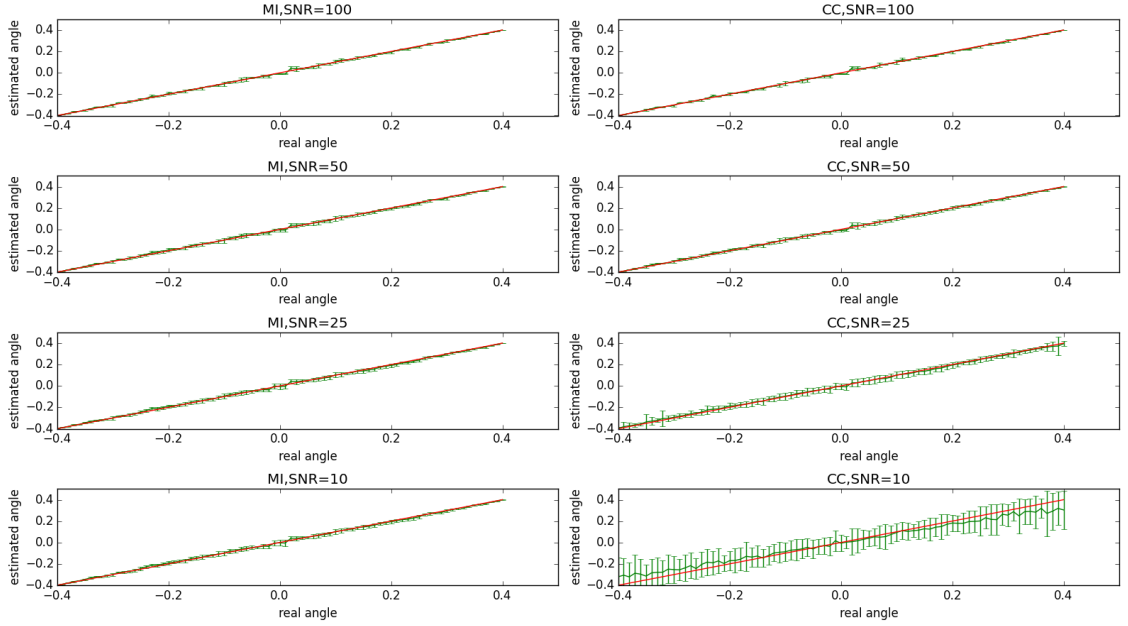 MI,SNR=100
estimated angle
0.4
0.2
0.0
−0.2
−0.4
−0.4 −0.2 0.0 0.2 0.4
real angle
CC,SNR=100
estimated angle
0.4
0.2
0.0
−0.2
−0.4
−0.4 −0.2 0.0 0.2 0.4
real angle
MI,SNR=50
estimated angle
0.4
0.2
0.0
−0.2
−0.4
−0.4 −0.2 0.0 0.2 0.4
real angle
CC,SNR=50
estimated angle
0.4
0.2
0.0
−0.2
−0.4
−0.4 −0.2 0.0 0.2 0.4
real angle
MI,SNR=25
estimated angle
0.4
0.2
0.0
−0.2
−0.4
−0.4 −0.2 0.0 0.2 0.4
real angle
CC,SNR=25
estimated angle
0.4
0.2
0.0
−0.2
−0.4
−0.4 −0.2 0.0 0.2 0.4
real angle
MI,SNR=10
estimated angle
0.4
0.2
0.0
−0.2
−0.4
−0.4 −0.2 0.0 0.2 0.4
real angle
CC,SNR=10
estimated angle
0.4
0.2
0.0
−0.2
−0.4
−0.4 −0.2 0.0 0.2 0.4
real angle